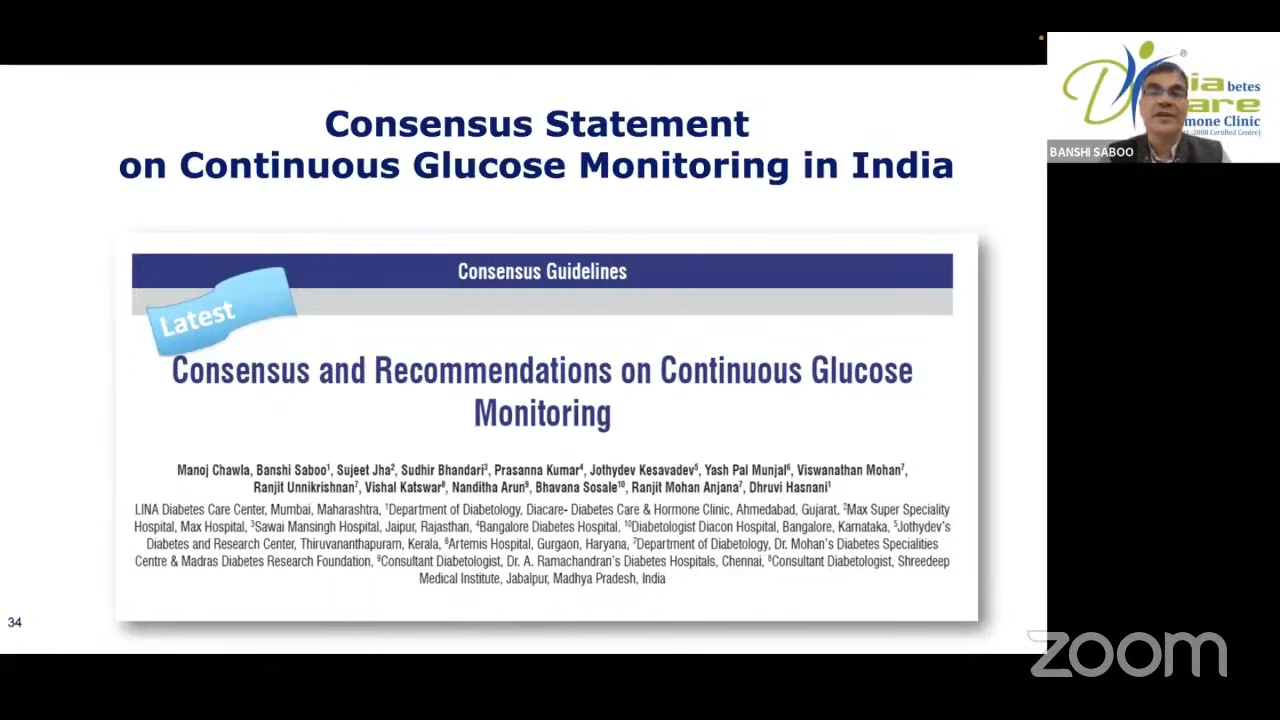 Consensus Statement
on Continuous Glucose Monitoring in India
Consensus Guidelines
Latest
Consensus and Recommendations on Continuous Glucose
Monitoring
Manoj Chawla, Banshi Saboo¹, Sujeet Jha², Sudhir Bhandari³, Prasanna Kumar⁴, Jothydev Kesavadev⁵, Yash Pal Munjal⁶, Viswanathan Mohan⁷,
Ranjit Unnikrishnan⁷, Vishal Katswar⁸, Nanditha Arun⁹, Bhavana Sosale¹⁰, Ranjit Mohan Anjana⁷, Dhruvi Hasnani¹
LINA Diabetes Care Center, Mumbai, Maharashtra, ¹Department of Diabetology, Diacare- Diabetes Care & Hormone Clinic, Ahmedabad, Gujarat, ²Max Super Speciality
Hospital, Max Hospital, ³Sawai Mansingh Hospital, Jaipur, Rajasthan, ⁴Bangalore Diabetes Hospital, ¹⁰Diabetologist Diacon Hospital, Bangalore, Karnataka, ⁵Jothydev's
Diabetes and Research Center, Thiruvananthapuram, Kerala, ⁶Artemis Hospital, Gurgaon, Haryana, ⁷Department of Diabetology, Dr. Mohan's Diabetes Specialities
Centre & Madras Diabetes Research Foundation, ⁹Consultant Diabetologist, Dr. A. Ramachandran's Diabetes Hospitals, Chennai, ⁸Consultant Diabetologist, Shreedeep
Medical Institute, Jabalpur, Madhya Pradesh, India
34
betes
mone Clinic
Certified Centre)
BANSHI SABOO
zoom